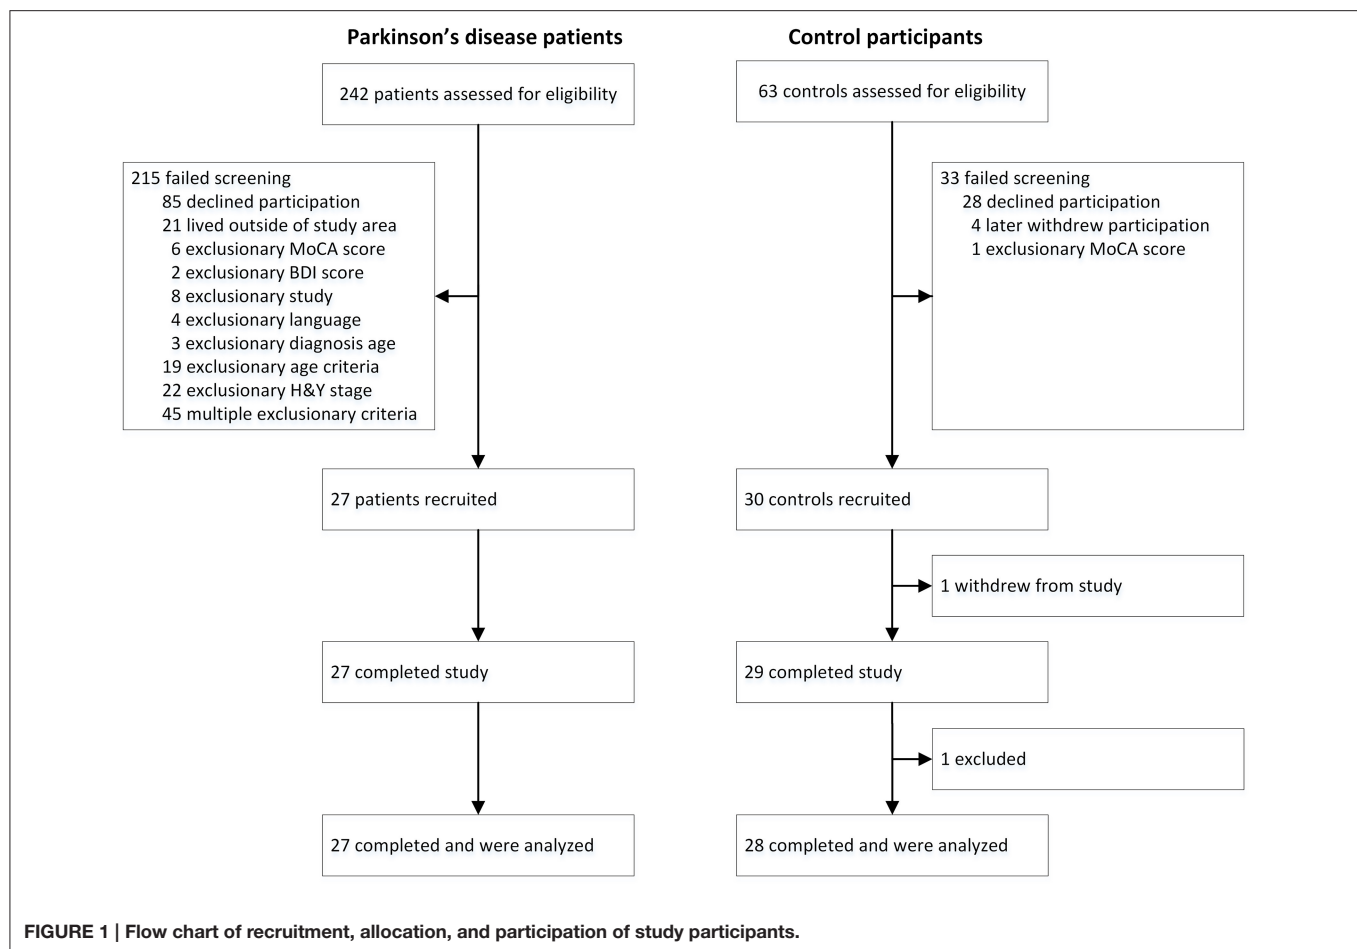 Parkinson's disease patients
242 patients assessed for eligibility
215 failed screening
85 declined participation
21 lived outside of study area
6 exclusionary MoCA score
2 exclusionary BDI score
8 exclusionary study
4 exclusionary language
3 exclusionary diagnosis age
19 exclusionary age criteria
22 exclusionary H&Y stage
45 multiple exclusionary criteria
27 patients recruited
27 completed study
27 completed and were analyzed
Control participants
63 controls assessed for eligibility
33 failed screening
28 declined participation
4 later withdrew participation
1 exclusionary MoCA score
30 controls recruited
1 withdrew from study
29 completed study
1 excluded
28 completed and were analyzed
FIGURE 1 | Flow chart of recruitment, allocation, and participation of study participants.